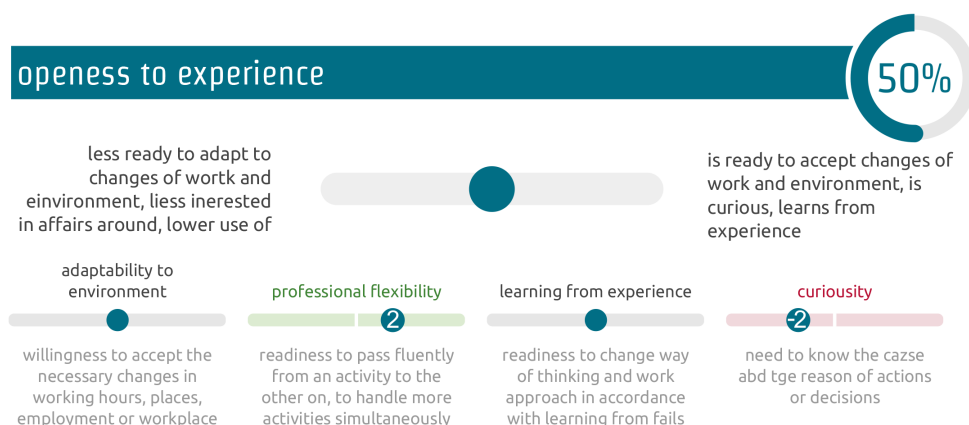 openess to experience
50%
less ready to adapt to
changes of wortk and
einvironment, liess inerested
in affairs around, lower use of
is ready to accept changes of
work and environment, is
curious, learns from
experience
adaptability to
environment
willingness to accept the
necessary changes in
working hours, places,
employment or workplace
professional flexibility
2
readiness to pass fluently
from an activity to the
other on, to handle more
activities simultaneously
learning from experience
readiness to change way
of thinking and work
approach in accordance
with learning from fails
curiousity
-2
need to know the cazse
abd tge reason of actions
or decisions